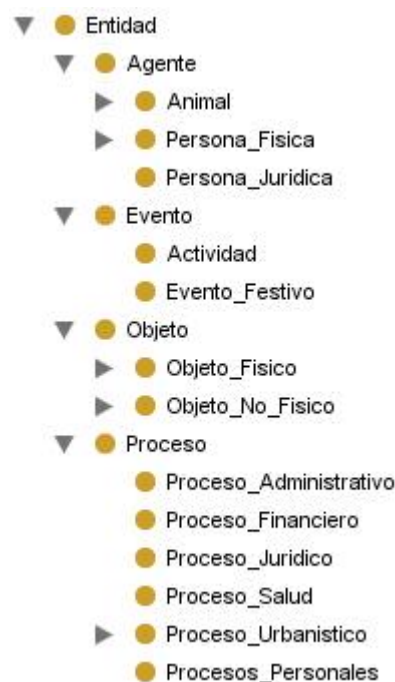 Entidad
Agente
Animal
Persona_Fisica
Persona_Juridica
Evento
Actividad
Evento_Festivo
Objeto
Objeto_Fisico
Objeto_No_Fisico
Proceso
Proceso_Administrativo
Proceso_Financiero
Proceso_Juridico
Proceso_Salud
Proceso_Urbanistico
Procesos_Personales